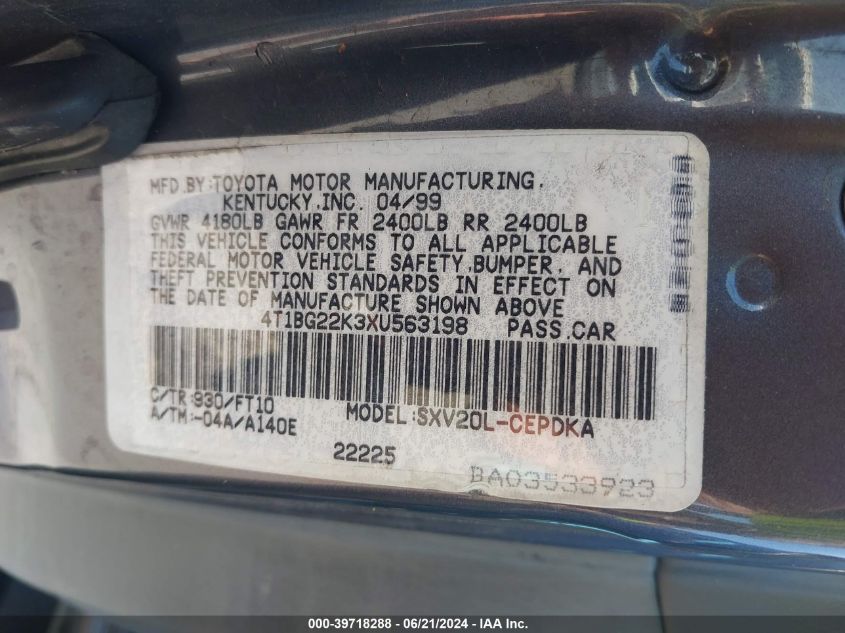 MFD.BY:TOYOTA MOTOR MANUFACTURING,
KENTUCKY,INC. 04/99
GVWR 4180LB GAWR FR 2400LB RR 2400LB
THIS VEHICLE CONFORMS TO ALL APPLICABLE
FEDERAL MOTOR VEHICLE SAFETY,BUMPER, AND
THEFT PREVENTION STANDARDS IN EFFECT ON
THE DATE OF MANUFACTURE SHOWN ABOVE
4T1BG22K3XU563198 PASS.CAR
C/TR:930/FT10
A/TM:-04A/A140E
MODEL:SXV20L-CEPDKA
22225
BA03533923
000-39718288 - 06/21/2024 - US - IAA, Inc.